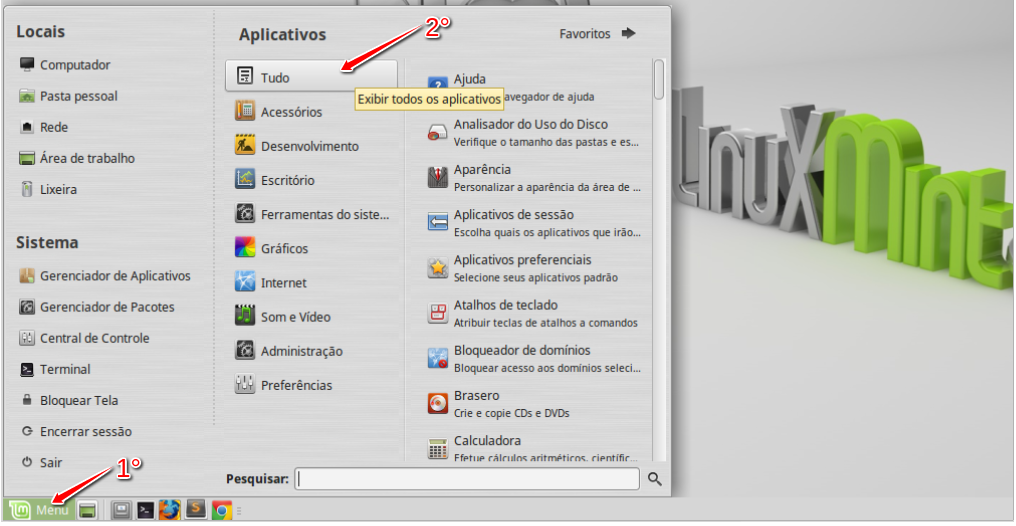 Locais
Computador
Pasta pessoal
Rede
Área de trabalho
Lixeira
Sistema
Gerenciador de Aplicativos
Gerenciador de Pacotes
Central de Controle
Terminal
Bloquear Tela
Encerrar sessão
Sair
1°
Aplicativos
2°
Favoritos
Tudo
Exibir todos os aplicativos
Acessórios
Desenvolvimento
Escritório
Ferramentas do siste...
Gráficos
Internet
Som e Vídeo
Administração
Preferências
Ajuda
avegador de ajuda
Analisador do Uso do Disco
Verifique o tamanho das pastas e es...
Aparência
Personalizar a aparência da área de ...
Aplicativos de sessão
Escolha quais os aplicativos que irão...
Aplicativos preferenciais
Selecione seus aplicativos padrão
Atalhos de teclado
Atribuir teclas de atalhos a comandos
Bloqueador de domínios
Bloquear acesso aos domínios seleci...
Brasero
Crie e copie CDs e DVDs
Calculadora
Efetue cálculos aritméticos, científic...
Pesquisar:
Menu
LinuxMint